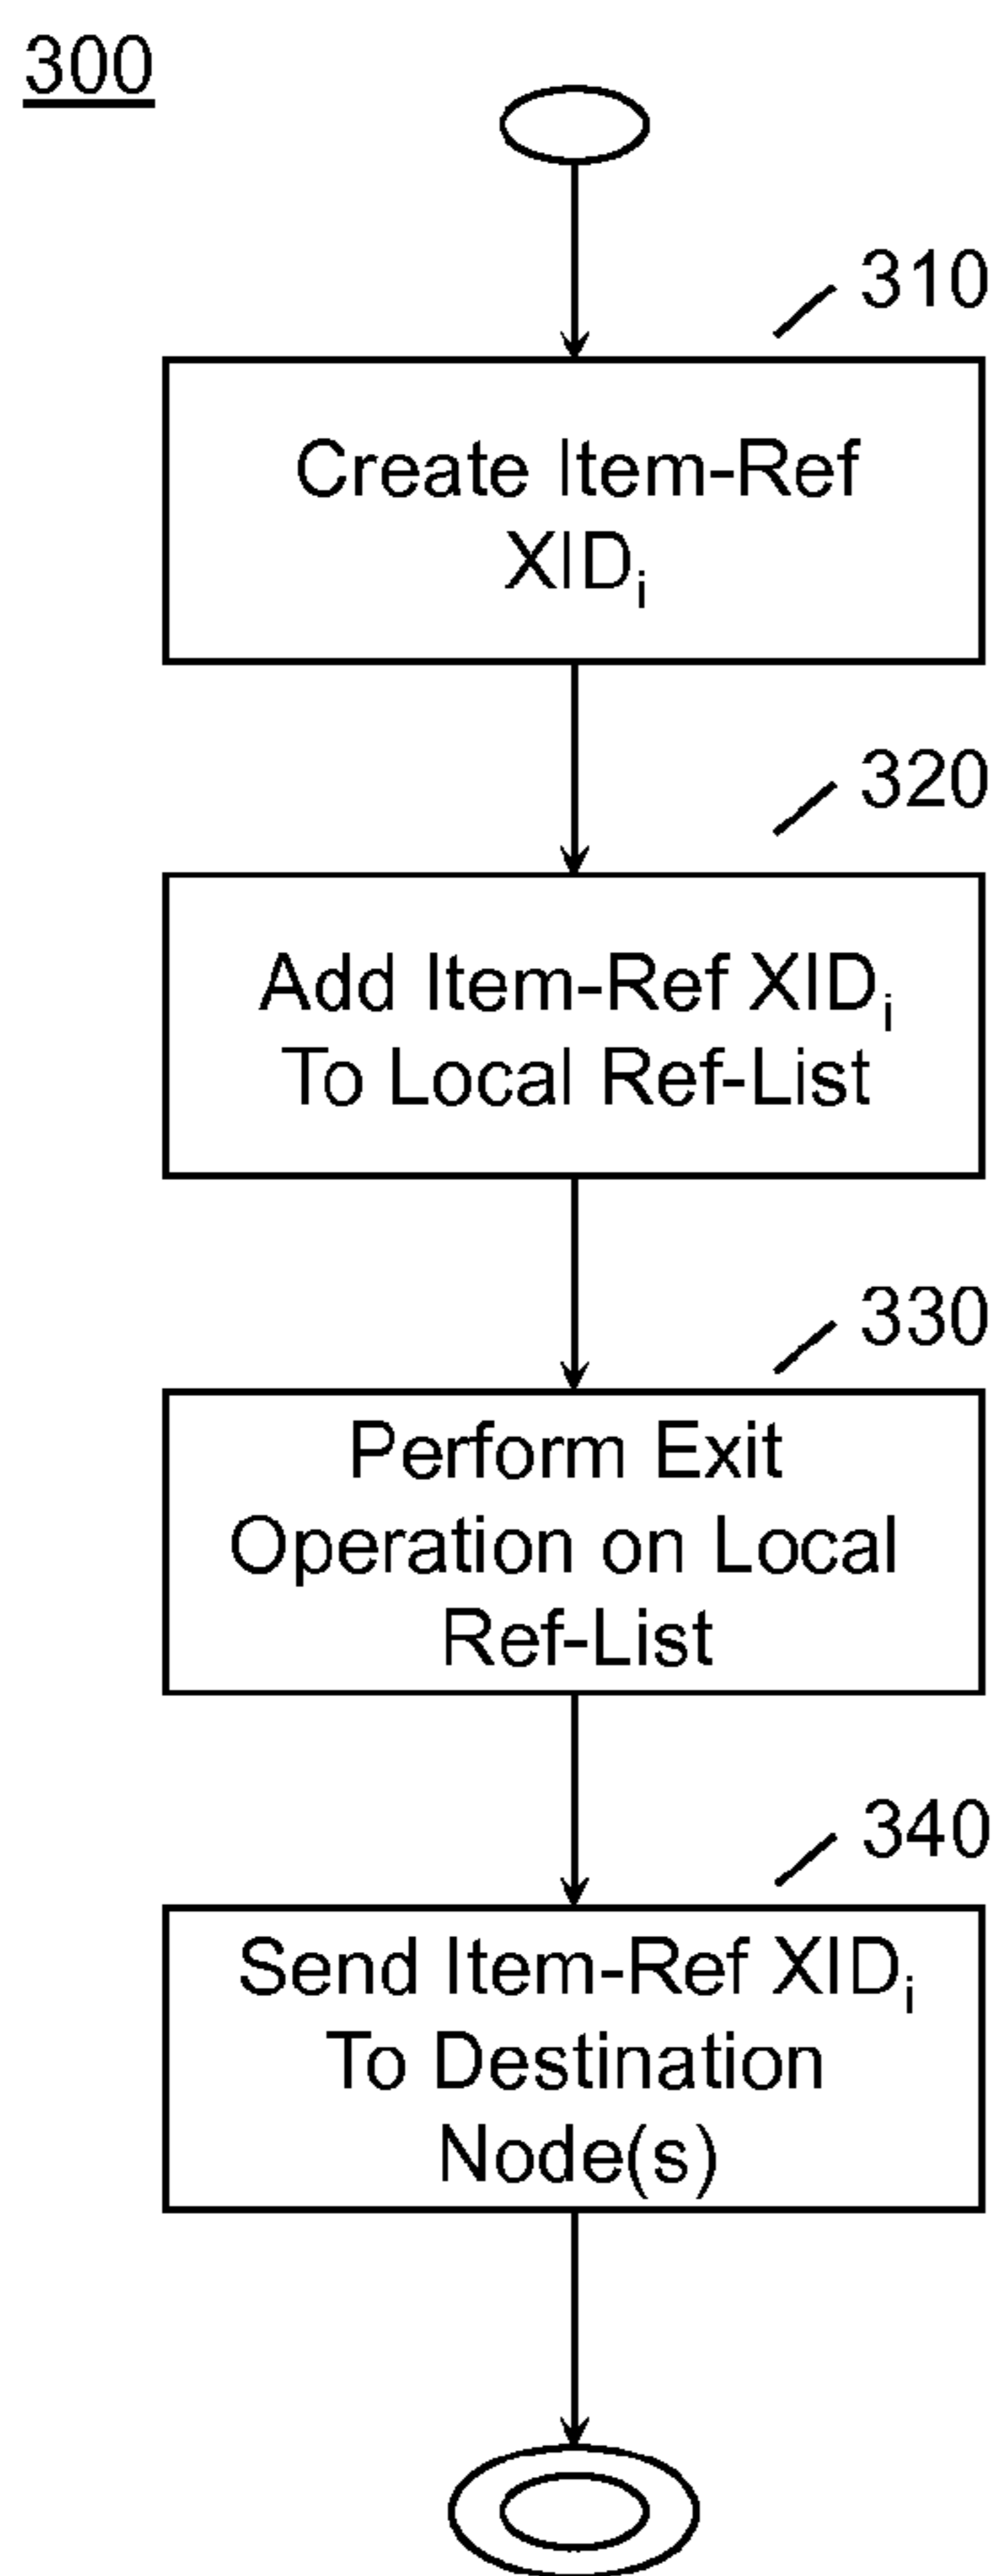 300
310
Create Item-Ref
XIDᵢ
320
Add Item-Ref XIDᵢ
To Local Ref-List
330
Perform Exit
Operation on Local
Ref-List
340
Send Item-Ref XIDᵢ
To Destination
Node(s)